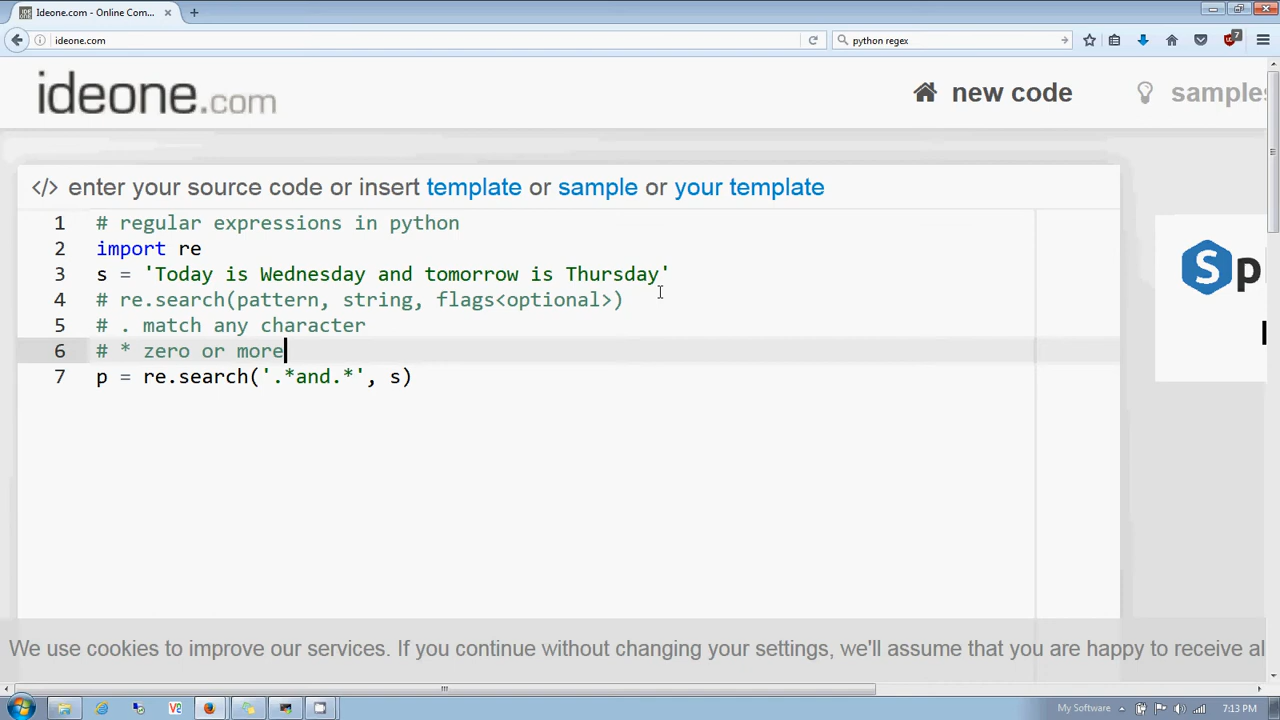 Ideone.com - Online Com...
ideone.com
python regex
7
ideone.com
new code
samples
</> enter your source code or insert template or sample or your template
1 # regular expressions in python
2 import re
3 s = 'Today is Wednesday and tomorrow is Thursday'
4 # re.search(pattern, string, flags<optional>)
5 # . match any character
6 # * zero or more
7 p = re.search('.*and.*', s)
S
We use cookies to improve our services. If you continue without changing your settings, we'll assume that you are happy to receive al
My Software
7:13 PM